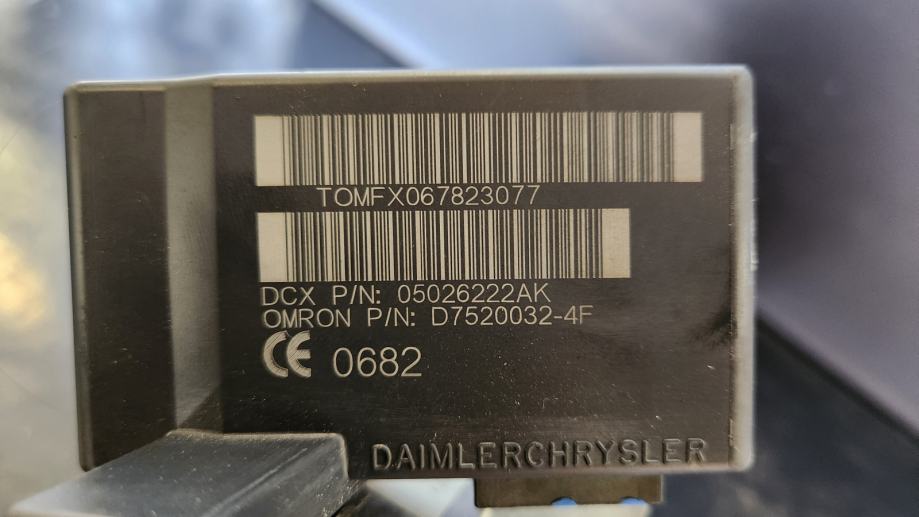 TOMFX067823077
DCX P/N: 05026222AK
OMRON P/N: D7520032-4F
CE 0682
DAIMLERCHRYSLER